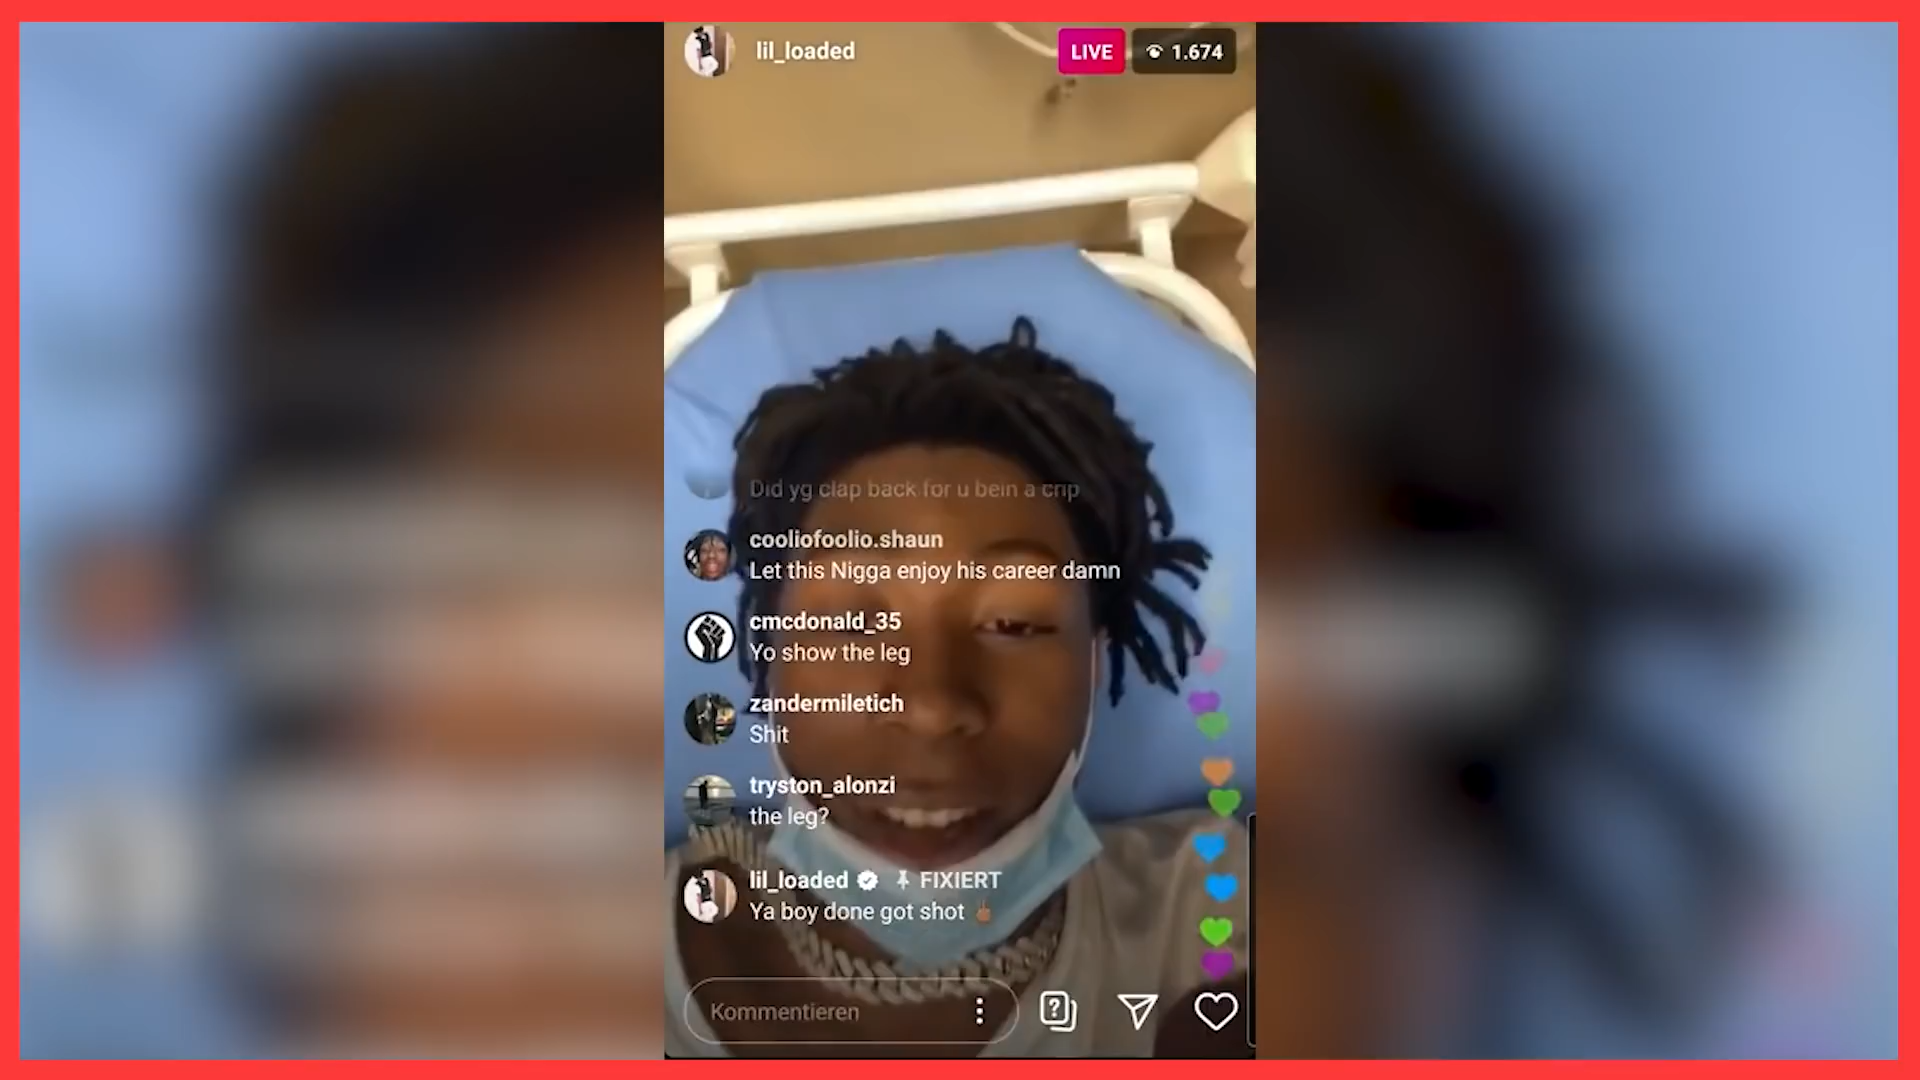 lil_loaded
LIVE
1.674
Did yg clap back for u bein a crip
cooliofoolio.shaun
Let this Nigga enjoy his career damn
cmcdonald_35
Yo show the leg
zandermiletich
Shit
tryston_alonzi
the leg?
lil_loaded FIXIERT
Ya boy done got shot
Kommentieren